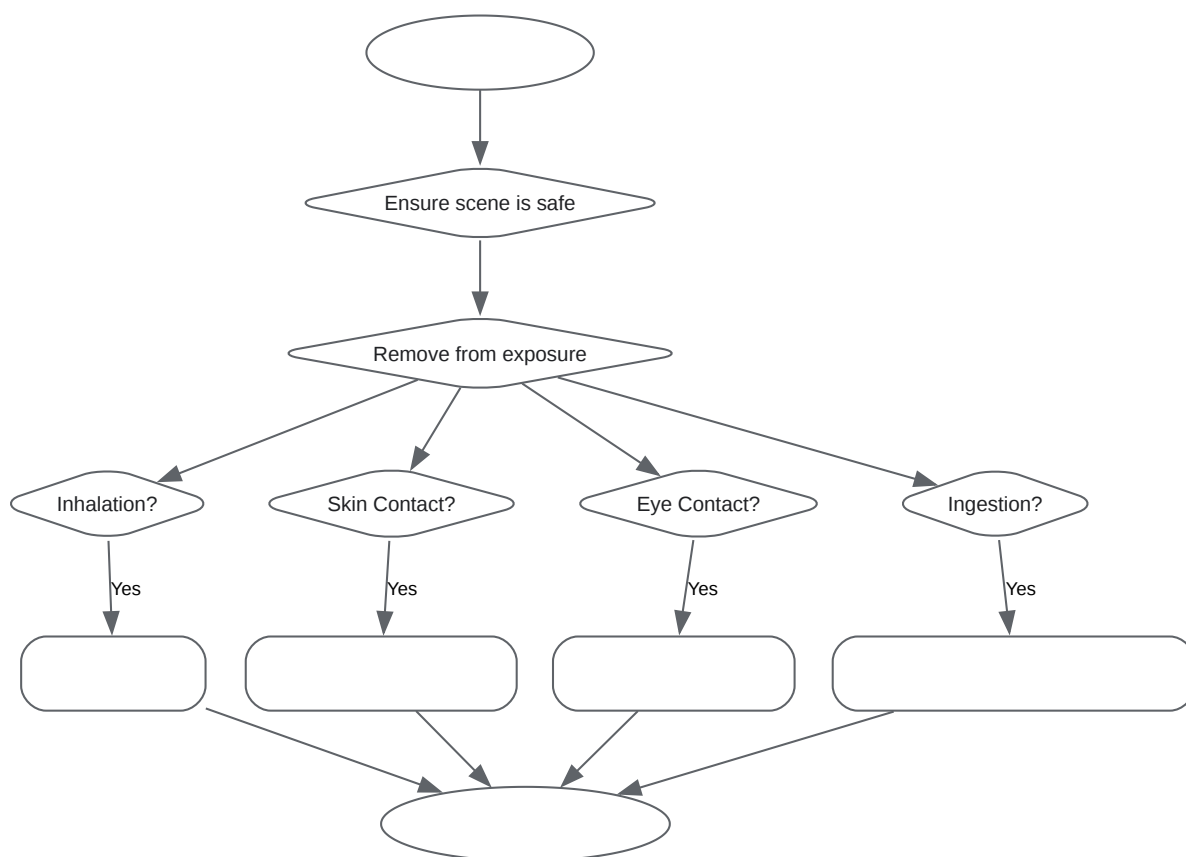 Ensure scene is safe
Remove from exposure
Inhalation?
Skin Contact?
Eye Contact?
Ingestion?
Yes
Yes
Yes
Yes